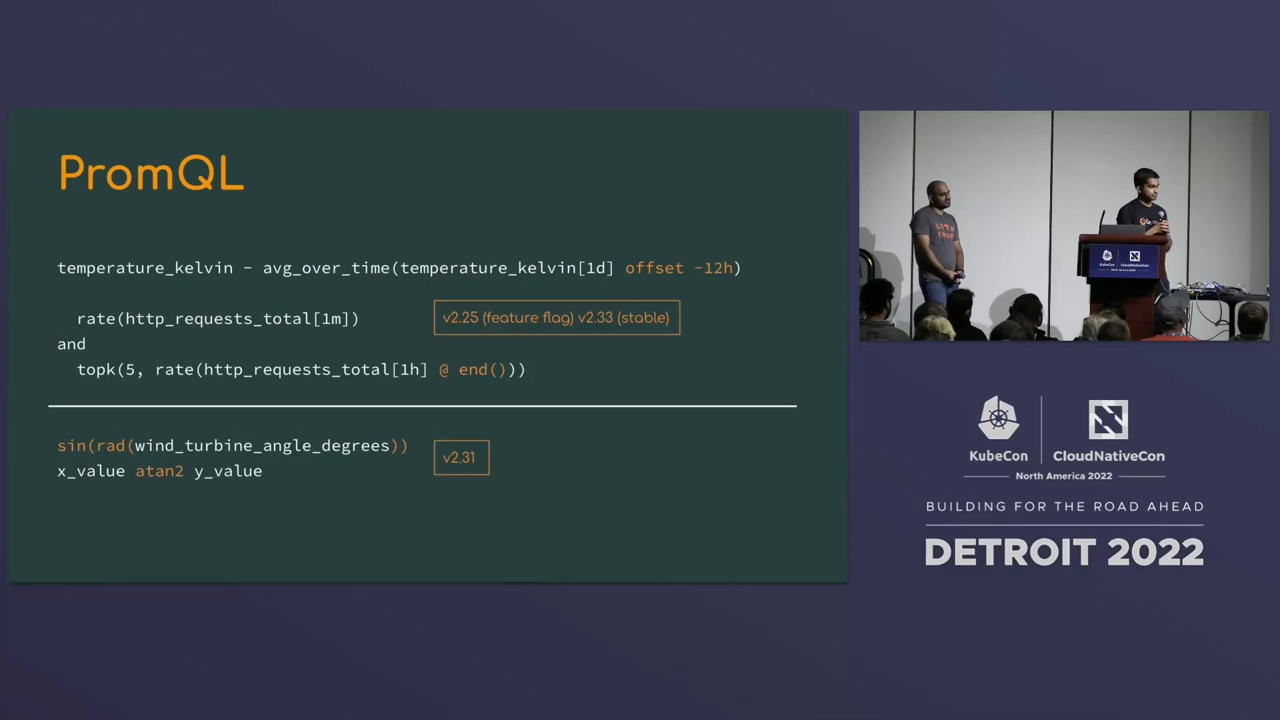 PromQL
temperature_kelvin - avg_over_time(temperature_kelvin[1d] offset -12h)
rate(http_requests_total[1m])
v2.25 (feature flag) v2.33 (stable)
and
topk(5, rate(http_requests_total[1h] @ end()))
sin(rad(wind_turbine_angle_degrees))
v2.31
x_value atan2 y_value
KubeCon
CloudNativeCon
North America 2022
BUILDING FOR THE ROAD AHEAD
DETROIT 2022